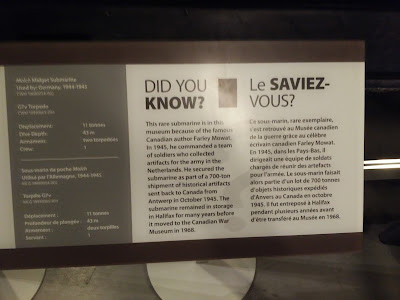 Molch Midget Submarine
Used by: Germany, 1944-1945
G7e Torpedo
Displacement: 11 tonnes
Dive Depth: 45 m
Armament: two torpedoes
Crew:
Sous-marin de poche Molch
Utilisé par l'Allemagne, 1944-1945
Torpille G7e
Déplacement : 11 tonnes
Profondeur de plongée : 45 m
Armement : deux torpilles
Servant : 1
DID YOU
KNOW?
This rare submarine is in this
museum because of the famous
Canadian author Farley Mowat.
In 1945, he commanded a team
of soldiers who collected
artifacts for the army in the
Netherlands. He secured the
submarine as part of a 700-ton
shipment of historical artifacts
sent back to Canada from
Antwerp in October 1945. The
submarine remained in storage
in Halifax for many years before
it moved to the Canadian War
Museum in 1968.
Le SAVIEZ-
VOUS?
Ce sous-marin, rare exemplaire,
s'est retrouvé au Musée canadien
de la guerre grâce au célèbre
écrivain canadien Farley Mowat.
En 1945, dans les Pays-Bas, il
dirigeait une équipe de soldats
chargés de réunir des artefacts
pour l'armée. Le sous-marin faisait
alors partie d'un lot de 700 tonnes
d'objets historiques expédiés
d'Anvers au Canada en octobre
1945. Il fut entreposé à Halifax
pendant plusieurs années avant
d'être transféré au Musée en 1968.